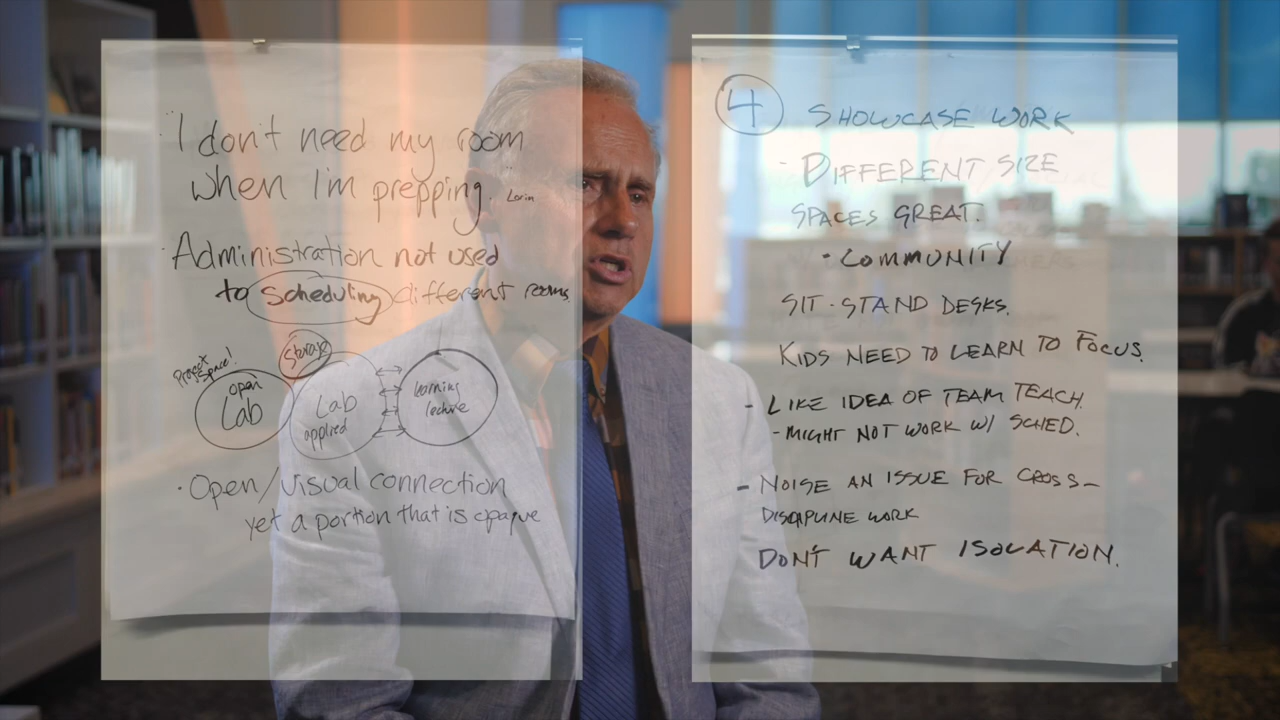 · I don't need my room
when I'm prepping. Lorin
· Administration not used
to scheduling different rooms
Project Space!
storage
open Lab
Lab applied
learning lecture
· Open/visual connection
yet a portion that is opaque
4 SHOWCASE WORK
- DIFFERENT SIZE
SPACES GREAT.
· COMMUNITY
SIT-STAND DESKS.
KIDS NEED TO LEARN TO FOCUS.
- LIKE IDEA OF TEAM TEACH.
- MIGHT NOT WORK W/ SCHED.
- NOISE AN ISSUE FOR CROSS-
DISCIPLINE WORK
DON'T WANT ISOLATION.